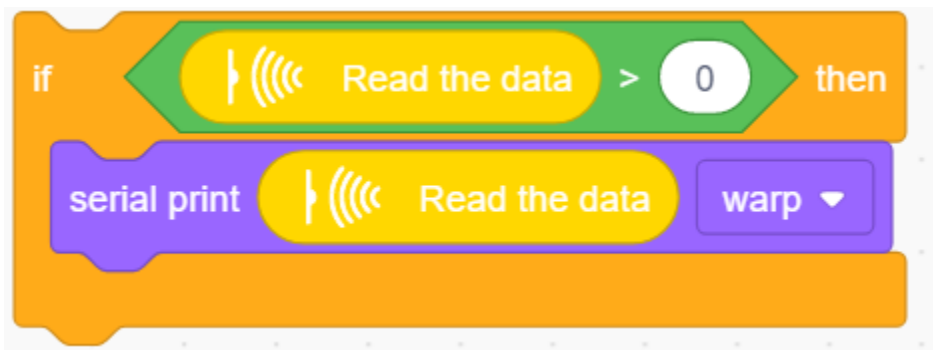 if Read the data > 0 then
serial print Read the data warp